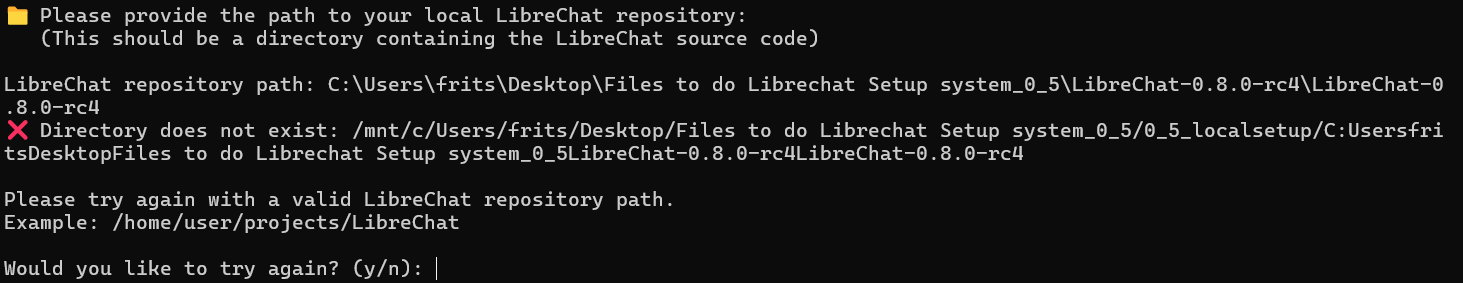 📁 Please provide the path to your local LibreChat repository:
(This should be a directory containing the LibreChat source code)
LibreChat repository path: C:\Users\frits\Desktop\Files to do Librechat Setup system_0_5\LibreChat-0.8.0-rc4\LibreChat-0
.8.0-rc4
❌ Directory does not exist: /mnt/c/Users/frits/Desktop/Files to do Librechat Setup system_0_5/0_5_localsetup/C:Usersfri
tsDesktopFiles to do Librechat Setup system_0_5LibreChat-0.8.0-rc4LibreChat-0.8.0-rc4
Please try again with a valid LibreChat repository path.
Example: /home/user/projects/LibreChat
Would you like to try again? (y/n):